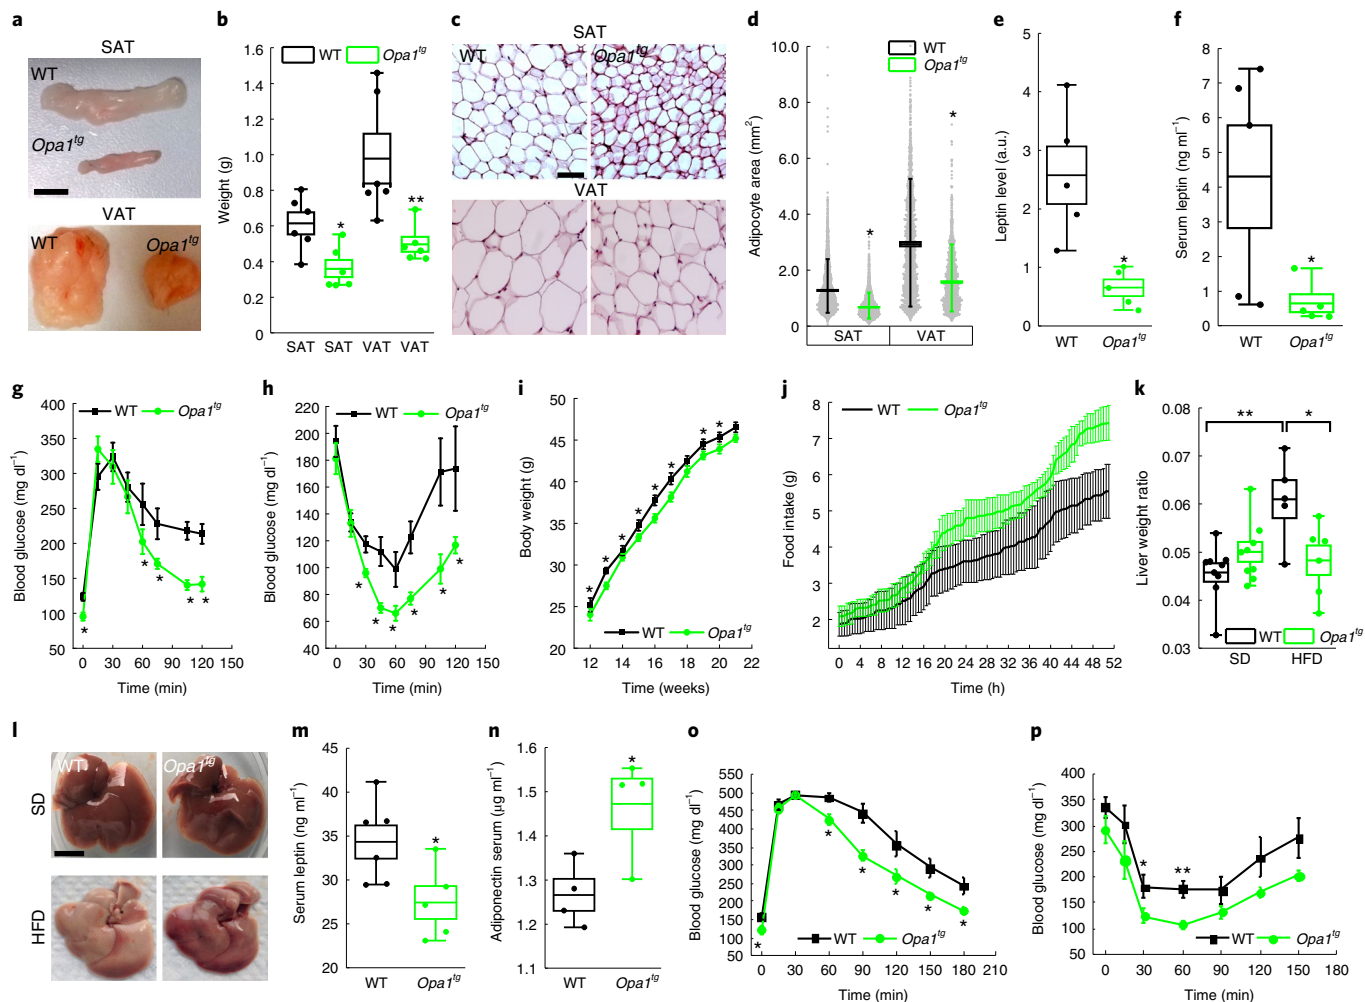 a
SAT
WT
Opa1tg
VAT
WT
Opa1tg
b
WT
Opa1tg
Weight (g)
1.6
1.4
1.2
1.0
0.8
0.6
0.4
0.2
0
*
**
SAT SAT VAT VAT
c
SAT
WT
Opa1tg
VAT
d
WT
Opa1tg
Adipocyte area (mm2)
10.0
8.0
6.0
4.0
2.0
0
*
*
SAT VAT
e
Leptin level (a.u.)
5
4
3
2
1
0
*
WT Opa1tg
f
Serum leptin (ng ml−1)
8
7
6
5
4
3
2
1
0
*
WT Opa1tg
g
WT Opa1tg
Blood glucose (mg dl−1)
400
350
300
250
200
150
100
50
* * * * *
0 30 60 90 120 150
Time (min)
h
WT Opa1tg
Blood glucose (mg dl−1)
220
200
180
160
140
120
100
80
60
40
* * * * * *
0 30 60 90 120 150
Time (min)
i
Body weight (g)
50
45
40
35
30
25
20
* * * * * * * *
WT Opa1tg
12 14 16 18 20 22
Time (weeks)
j
WT Opa1tg
Food intake (g)
8
7
6
5
4
3
2
0 4 8 12 16 20 24 28 32 36 40 44 48 52
Time (h)
k
Liver weight ratio
0.08
0.07
0.06
0.05
0.04
0.03
** *
WT Opa1tg
SD HFD
l
WT
Opa1tg
SD
HFD
m
Serum leptin (ng ml−1)
45
40
35
30
25
20
*
WT Opa1tg
n
Adiponectin serum (μg ml−1)
1.6
1.5
1.4
1.3
1.2
1.1
*
WT Opa1tg
o
Blood glucose (mg dl−1)
550
500
450
400
350
300
250
200
150
100
50
* * * * * *
WT Opa1tg
0 30 60 90 120 150 180 210
Time (min)
p
Blood glucose (mg dl−1)
400
350
300
250
200
150
100
50
* **
WT Opa1tg
0 30 60 90 120 150 180
Time (min)